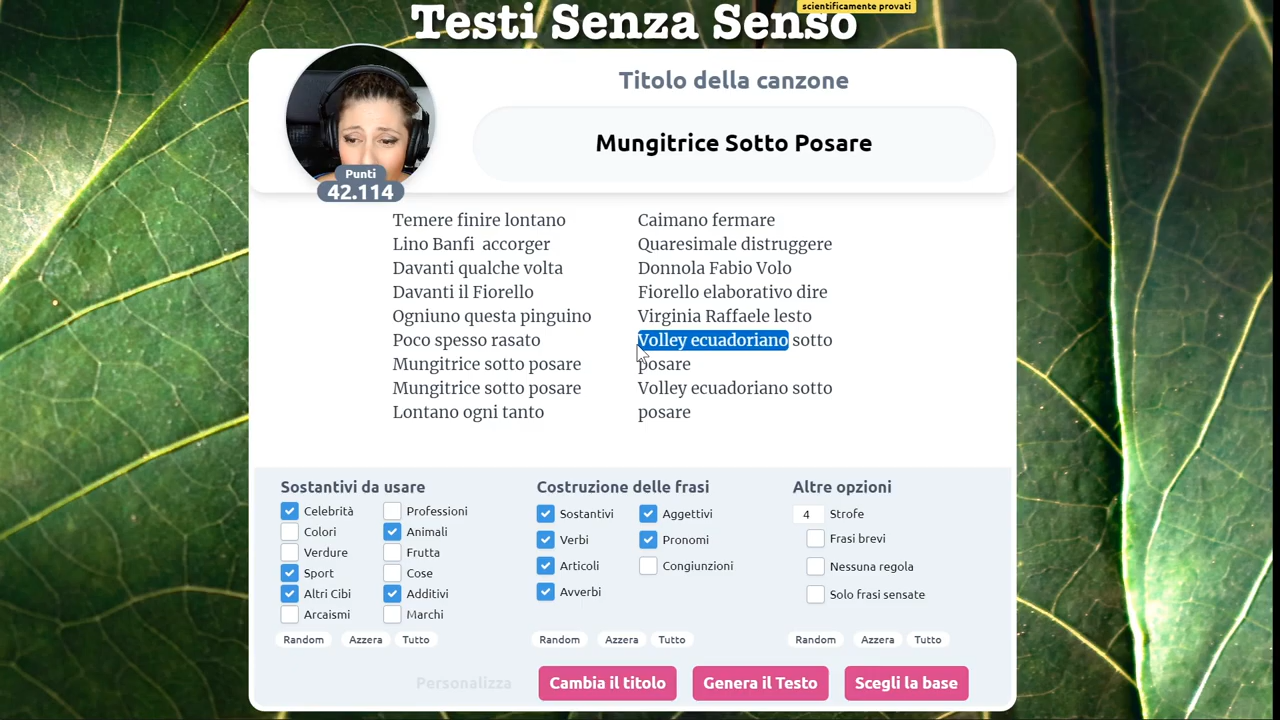 scientificamente provati
Testi Senza Senso
Titolo della canzone
Mungitrice Sotto Posare
Punti
42.114
Temere finire lontano
Lino Banfi  accorger
Davanti qualche volta
Davanti il Fiorello
Ogniuno questa pinguino
Poco spesso rasato
Mungitrice sotto posare
Mungitrice sotto posare
Lontano ogni tanto
Caimano fermare
Quaresimale distruggere
Donnola Fabio Volo
Fiorello elaborativo dire
Virginia Raffaele lesto
Volley ecuadoriano sotto
posare
Volley ecuadoriano sotto
posare
Sostantivi da usare
Celebrità
Professioni
Colori
Animali
Verdure
Frutta
Sport
Cose
Altri Cibi
Additivi
Arcaismi
Marchi
Random
Azzera
Tutto
Costruzione delle frasi
Sostantivi
Aggettivi
Verbi
Pronomi
Articoli
Congiunzioni
Avverbi
Random
Azzera
Tutto
Altre opzioni
4
Strofe
Frasi brevi
Nessuna regola
Solo frasi sensate
Random
Azzera
Tutto
Personalizza
Cambia il titolo
Genera il Testo
Scegli la base